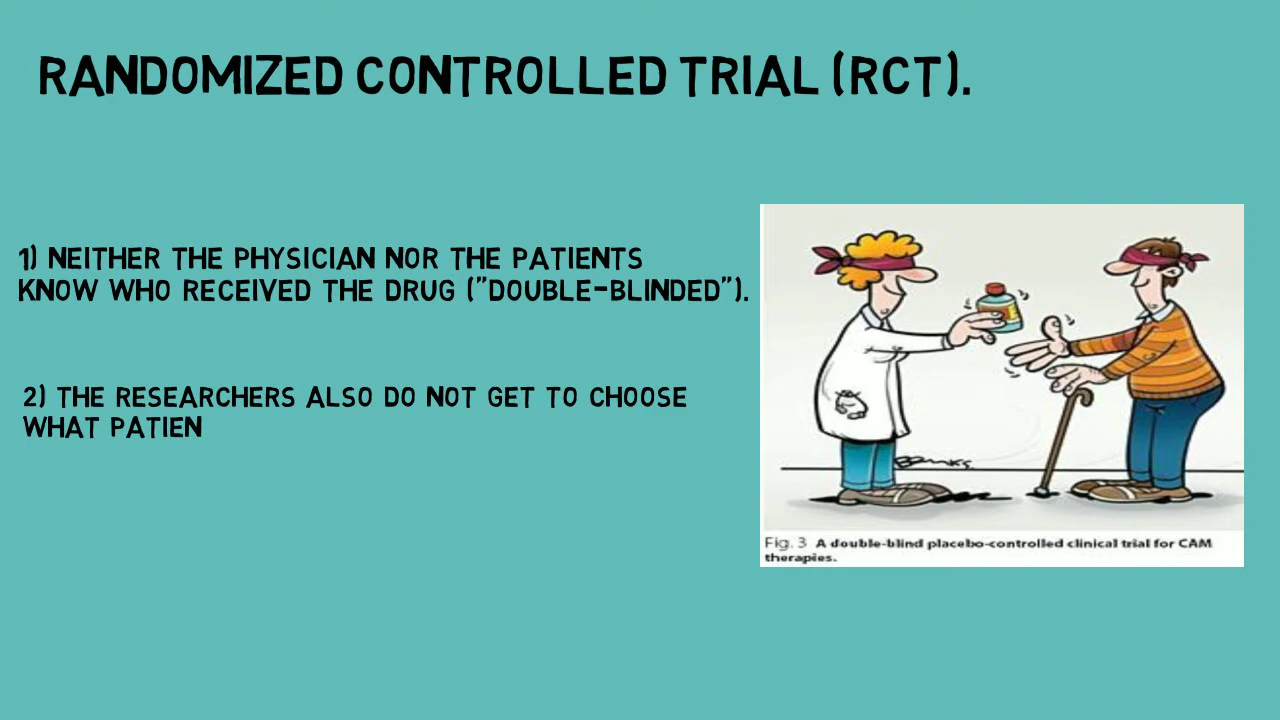 RANDOMIZED CONTROLLED TRIAL (RCT).
1) NEITHER THE PHYSICIAN NOR THE PATIENTS
KNOW WHO RECEIVED THE DRUG ("DOUBLE-BLINDED").
2) THE RESEARCHERS ALSO DO NOT GET TO CHOOSE
WHAT PATIEN
Fig. 3 A double-blind placebo-controlled clinical trial for CAM
therapies.